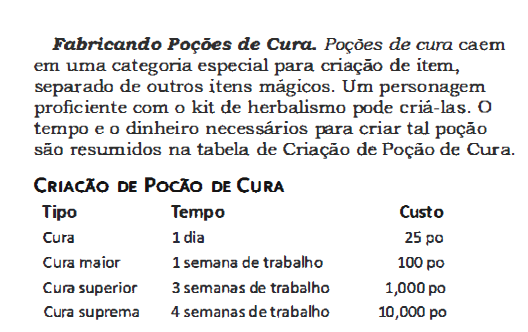 Fabricando Poções de Cura. Poções de cura caem
em uma categoria especial para criação de item,
separado de outros itens mágicos. Um personagem
proficiente com o kit de herbalismo pode criá-las. O
tempo e o dinheiro necessários para criar tal poção
são resumidos na tabela de Criação de Poção de Cura.
CRIAÇÃO DE POÇÃO DE CURA
Tipo Tempo Custo
Cura 1 dia 25 po
Cura maior 1 semana de trabalho 100 po
Cura superior 3 semanas de trabalho 1,000 po
Cura suprema 4 semanas de trabalho 10,000 po